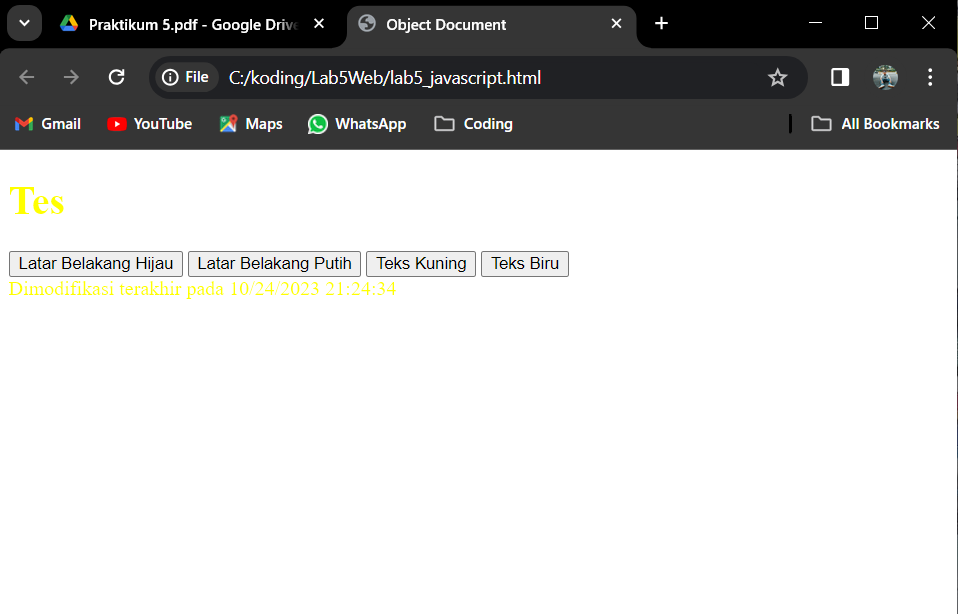 Praktikum 5.pdf - Google Drive
Object Document
File C:/koding/Lab5Web/lab5_javascript.html
Gmail YouTube Maps WhatsApp Coding All Bookmarks
Tes
Latar Belakang Hijau Latar Belakang Putih Teks Kuning Teks Biru
Dimodifikasi terakhir pada 10/24/2023 21:24:34